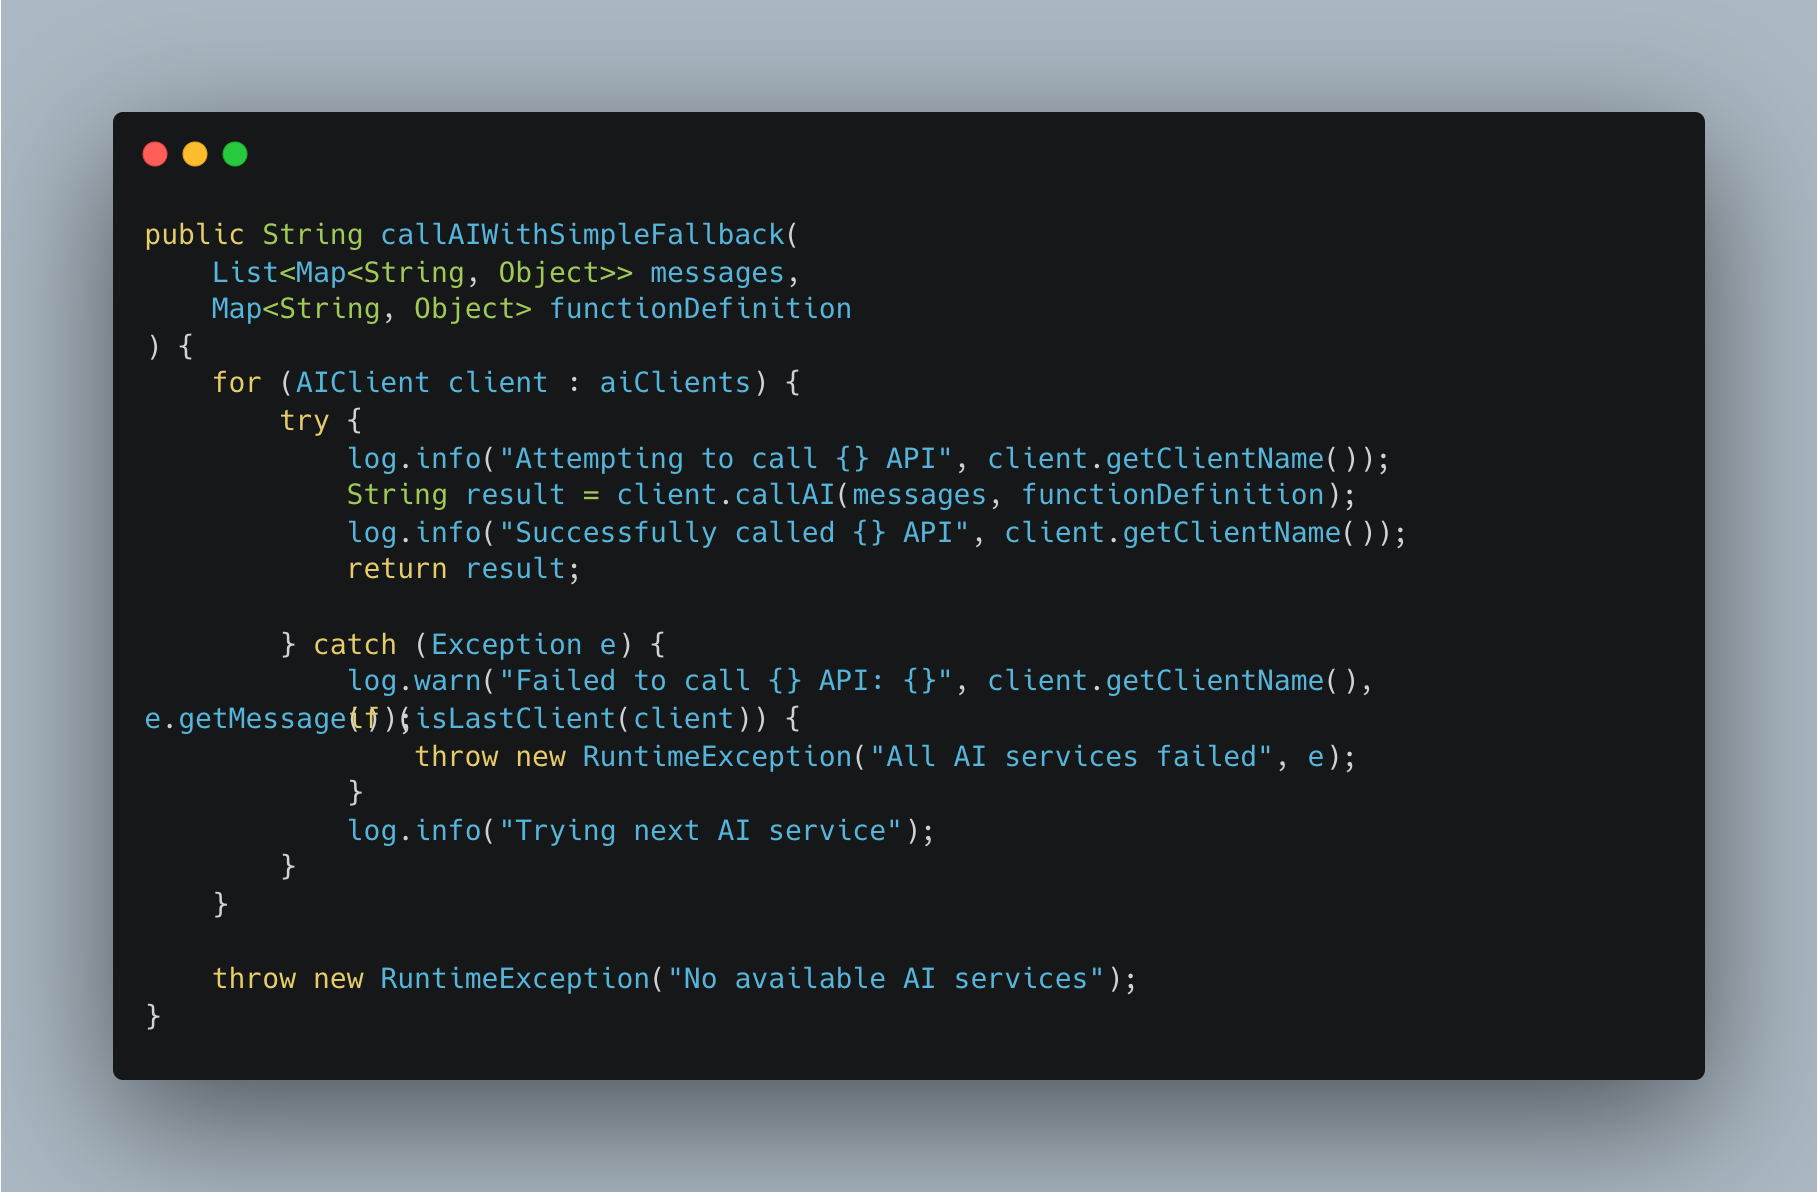 public String callAIWithSimpleFallback(
    List<Map<String, Object>> messages,
    Map<String, Object> functionDefinition
) {
    for (AIClient client : aiClients) {
        try {
            log.info("Attempting to call {} API", client.getClientName());
            String result = client.callAI(messages, functionDefinition);
            log.info("Successfully called {} API", client.getClientName());
            return result;

        } catch (Exception e) {
            log.warn("Failed to call {} API: {}", client.getClientName(),
e.getMessage());
            if (isLastClient(client)) {
                throw new RuntimeException("All AI services failed", e);
            }
            log.info("Trying next AI service");
        }
    }

    throw new RuntimeException("No available AI services");
}